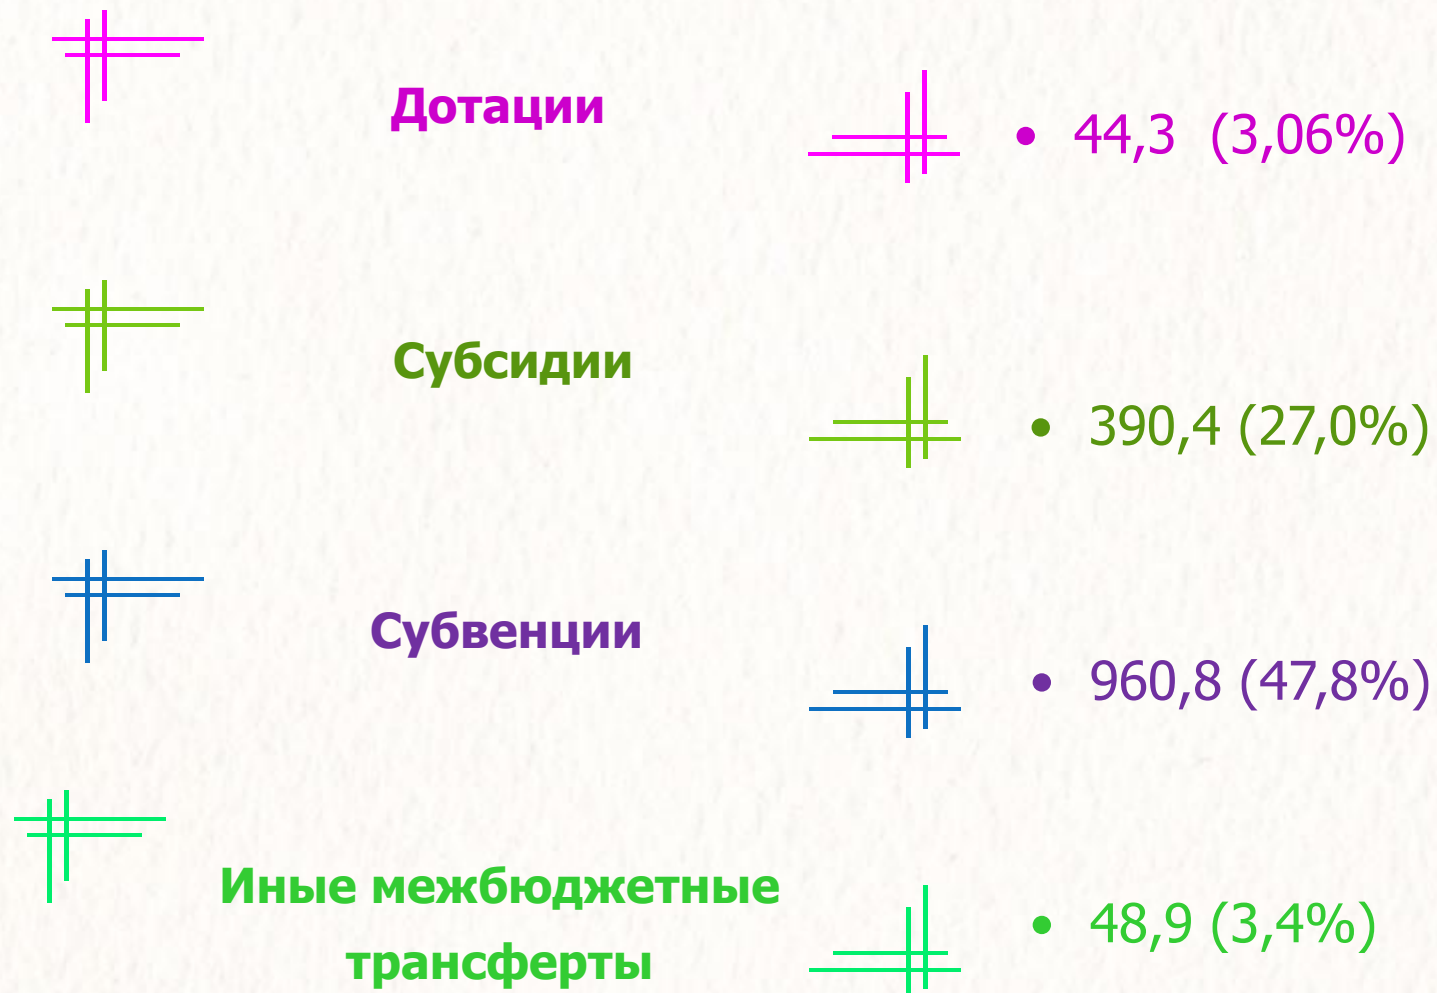 Дотации
• 44,3 (3,06%)
Субсидии
• 390,4 (27,0%)
Субвенции
• 960,8 (47,8%)
Иные межбюджетные
трансферты
• 48,9 (3,4%)